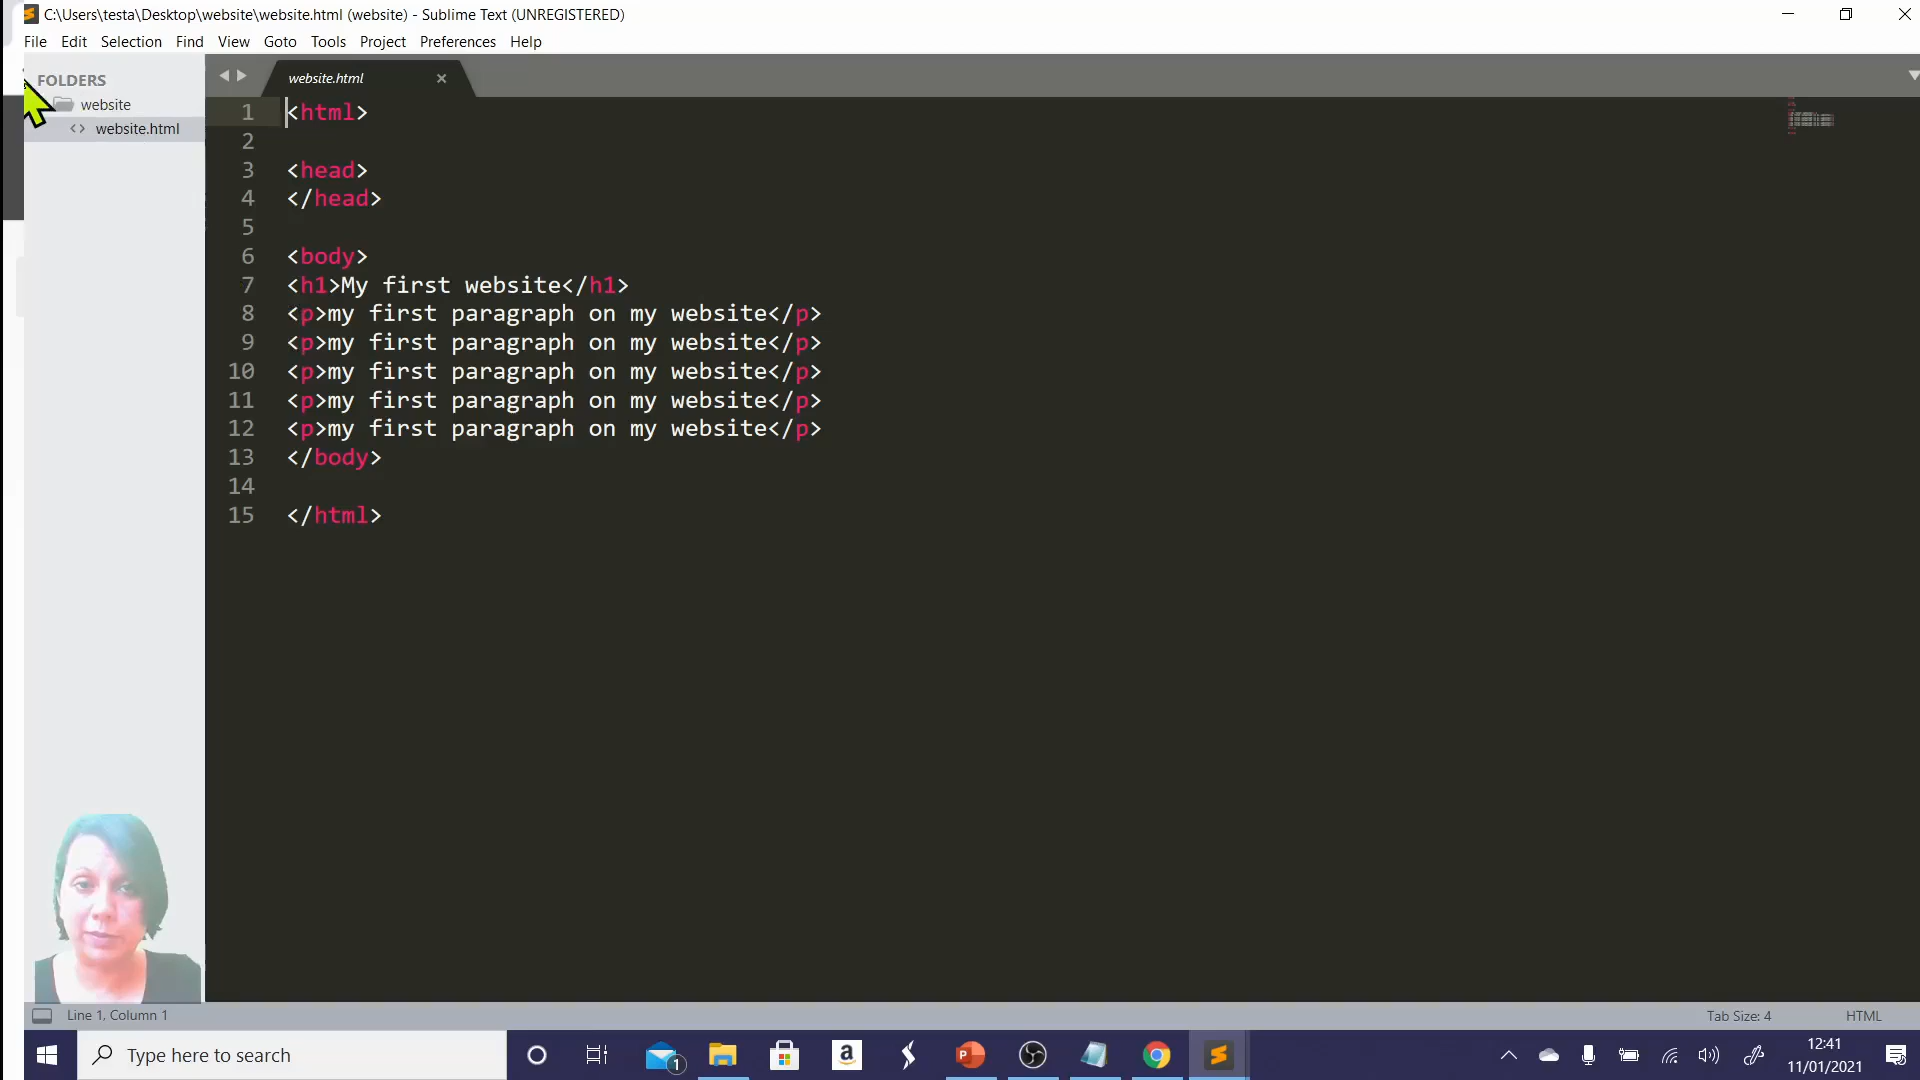 C:\Users\testa\Desktop\website\website.html (website) - Sublime Text (UNREGISTERED)
File Edit Selection Find View Goto Tools Project Preferences Help
FOLDERS
website
<> website.html
website.html ×
1 <html>
2
3 <head>
4 </head>
5
6 <body>
7 <h1>My first website</h1>
8 <p>my first paragraph on my website</p>
9 <p>my first paragraph on my website</p>
10 <p>my first paragraph on my website</p>
11 <p>my first paragraph on my website</p>
12 <p>my first paragraph on my website</p>
13 </body>
14
15 </html>
Line 1, Column 1
Tab Size: 4
HTML
Type here to search
1
12:41
11/01/2021